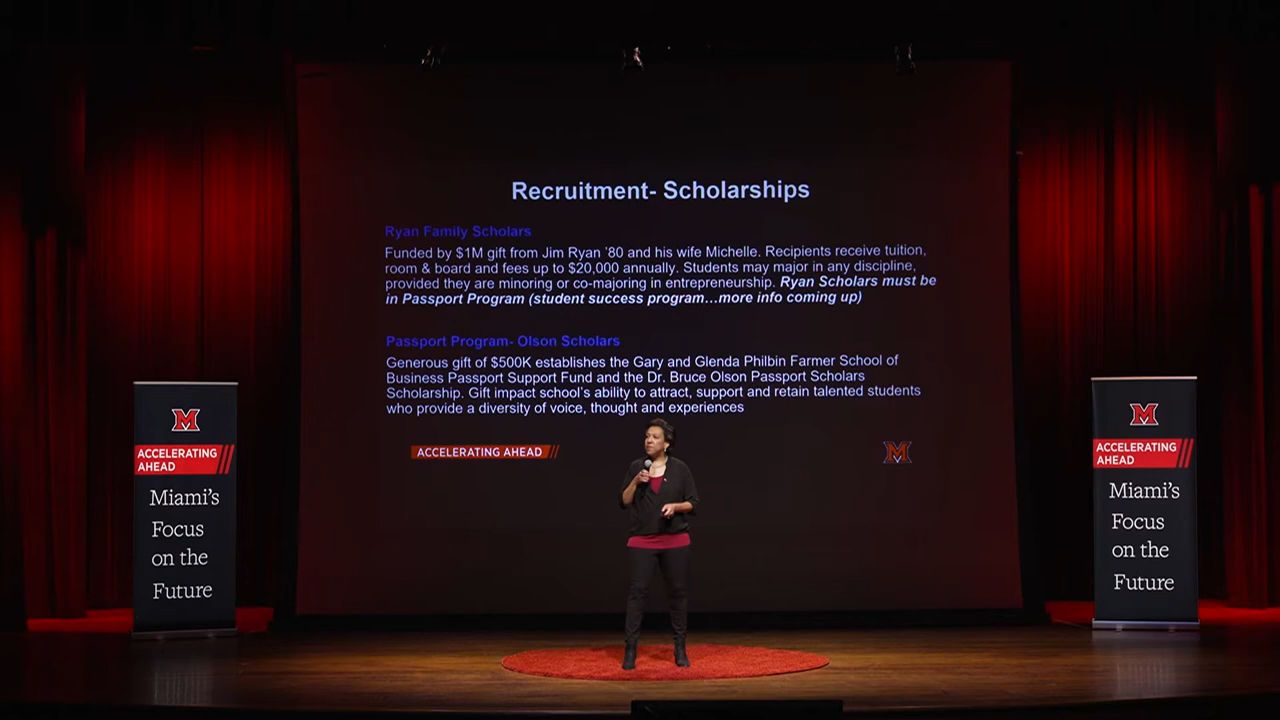 Recruitment- Scholarships
Ryan Family Scholars
Funded by $1M gift from Jim Ryan '80 and his wife Michelle. Recipients receive tuition,
room & board and fees up to $20,000 annually. Students may major in any discipline,
provided they are minoring or co-majoring in entrepreneurship. Ryan Scholars must be
in Passport Program (student success program…more info coming up)
Passport Program- Olson Scholars
Generous gift of $500K establishes the Gary and Glenda Philbin Farmer School of
Business Passport Support Fund and the Dr. Bruce Olson Passport Scholars
Scholarship. Gift impact school's ability to attract, support and retain talented students
who provide a diversity of voice, thought and experiences
ACCELERATING AHEAD
M
M
ACCELERATING
AHEAD
Miami's
Focus
on the
Future
M
ACCELERATING
AHEAD
Miami's
Focus
on the
Future